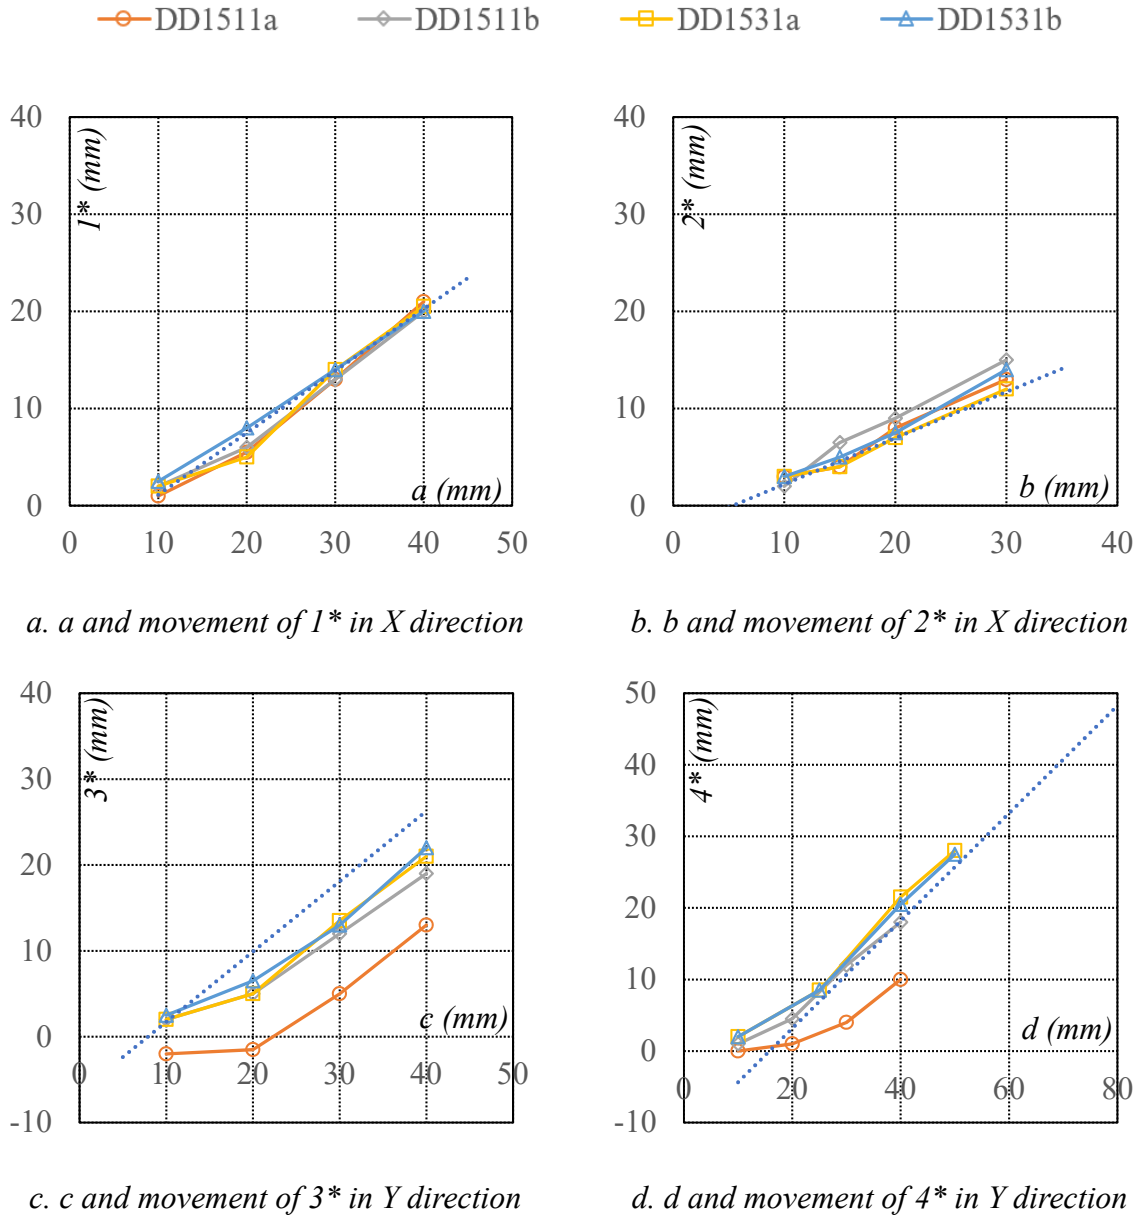 DD1511a DD1511b DD1531a DD1531b
40
30
20
10
0
1* (mm)
a (mm)
0 10 20 30 40 50
a. a and movement of 1* in X direction
40
30
20
10
0
2* (mm)
b (mm)
0 10 20 30 40
b. b and movement of 2* in X direction
40
30
20
10
0
-10
3* (mm)
c (mm)
0 10 20 30 40 50
c. c and movement of 3* in Y direction
50
40
30
20
10
0
-10
4* (mm)
d (mm)
0 20 40 60 80
d. d and movement of 4* in Y direction